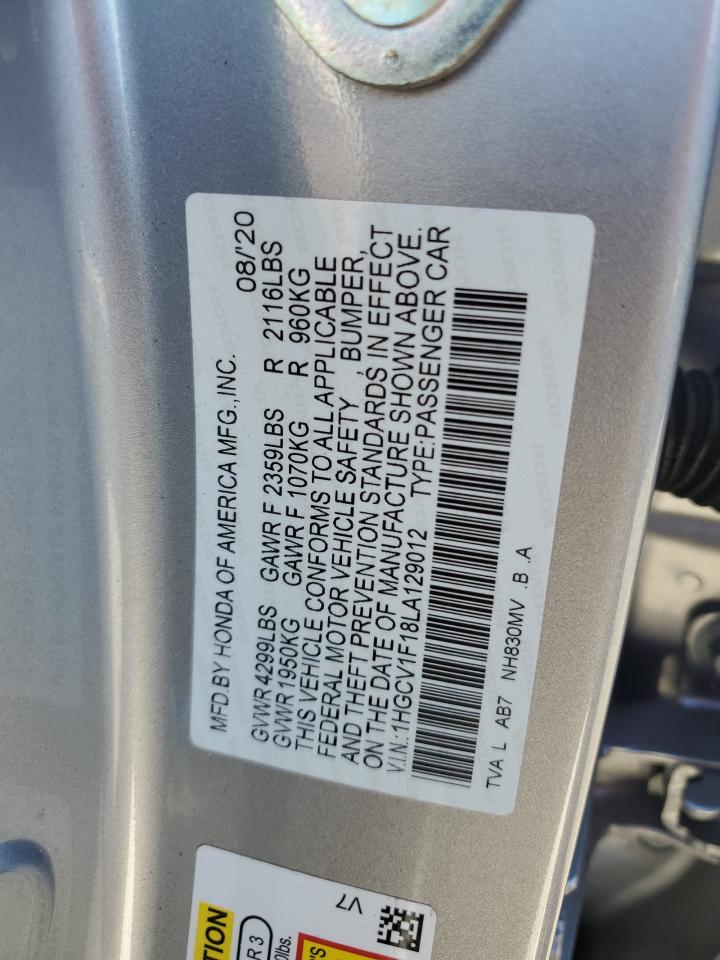 MFD.BY HONDA OF AMERICA MFG.,INC. 08/'20
GVWR 4299LBS GAWR F 2359LBS R 2116LBS
GVWR 1950KG GAWR F 1070KG R 960KG
THIS VEHICLE CONFORMS TO ALL APPLICABLE
FEDERAL MOTOR VEHICLE SAFETY , BUMPER,
AND THEFT PREVENTION STANDARDS IN EFFECT
ON THE DATE OF MANUFACTURE SHOWN ABOVE.
V.I.N.:1HGCV1F18LA129012 TYPE:PASSENGER CAR
TVA L AB7 NH830MV .B .A
V7